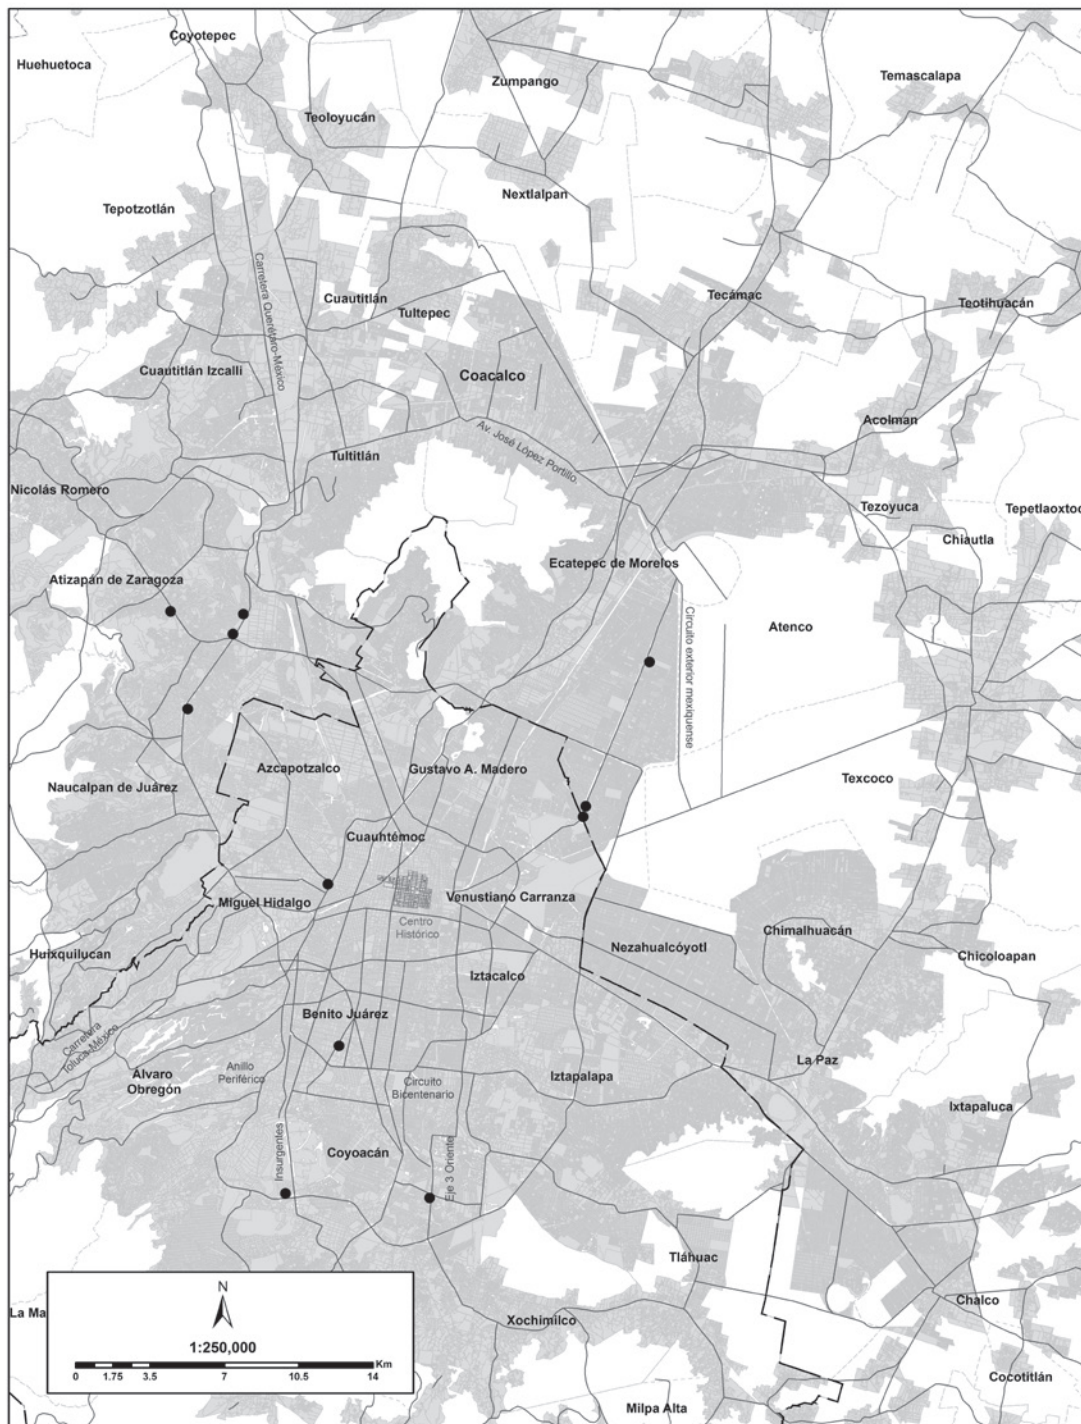 Coyotepec
Huehuetoca
Zumpango
Temascalapa
Teoloyucán
Nextlalpan
Tepotzotlán
Carretera Querétaro-México
Cuautitlán
Tultepec
Tecámac
Teotihuacán
Cuautitlán Izcalli
Coacalco
Acolman
Av. José López Portillo.
Tultitlán
Nicolás Romero
Tezoyuca
Tepetlaoxtoc
Chiautla
Ecatepec de Morelos
Atizapán de Zaragoza
Circuito exterior mexiquense
Atenco
Azcapotzalco
Gustavo A. Madero
Naucalpan de Juárez
Texcoco
Cuauhtémoc
Miguel Hidalgo
Venustiano Carranza
Centro
Histórico
Chimalhuacán
Nezahualcóyotl
Huixquilucan
Chicoloapan
Iztacalco
Benito Juárez
Carretera
Toluca-México
La Paz
Alvaro
Obregón
Anillo
Periférico
Circuito
Bicentenario
Iztapalapa
Ixtapaluca
Insurgentes
Coyoacán
Eje 3 Oriente
Tláhuac
N
La Ma
Xochimilco
Chalco
1:250,000
Km
0 1.75 3.5 7 10.5 14
Cocotitlán
Milpa Alta